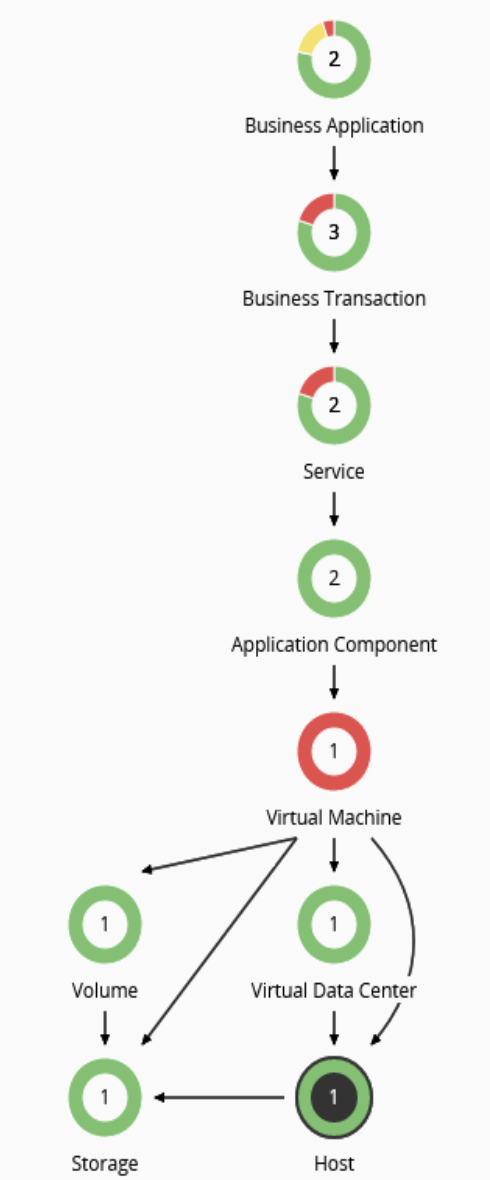 2
Business Application
3
Business Transaction
2
Service
2
Application Component
1
Virtual Machine
1
1
Volume
Virtual Data Center
1
1
Storage
Host